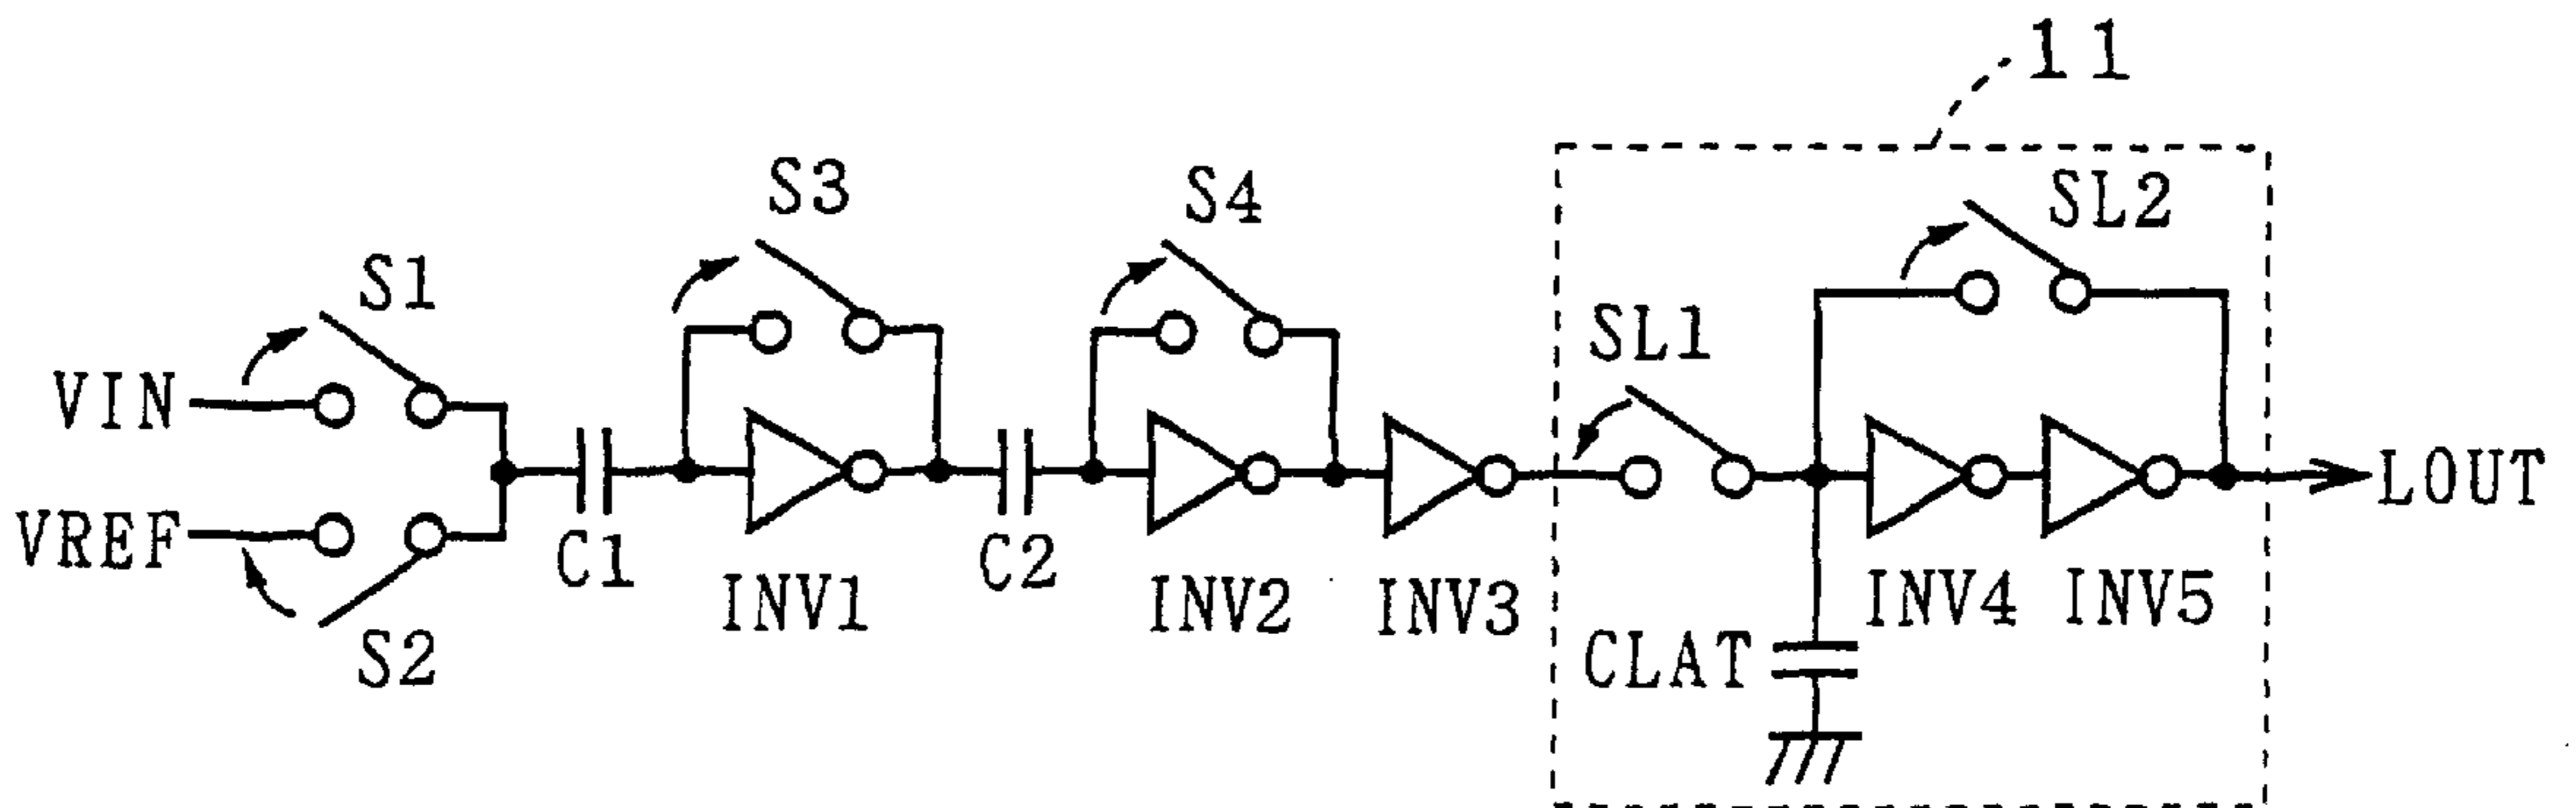 11
S3
S4
SL2
S1
SL1
VIN
LOUT
VREF
C1
C2
INV1
INV2
INV3
INV4
INV5
CLAT
S2